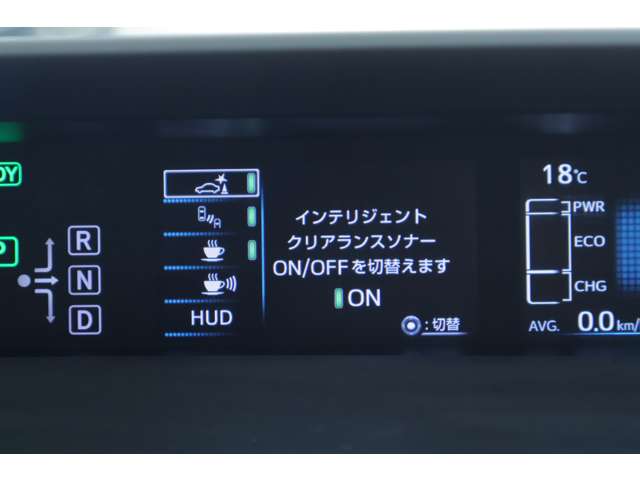 DY
P
R
N
D
HUD
インテリジェント
クリアランスソナー
ON/OFFを切替えます
ON
:切替
18℃
PWR
ECO
CHG
AVG. 0.0 km/